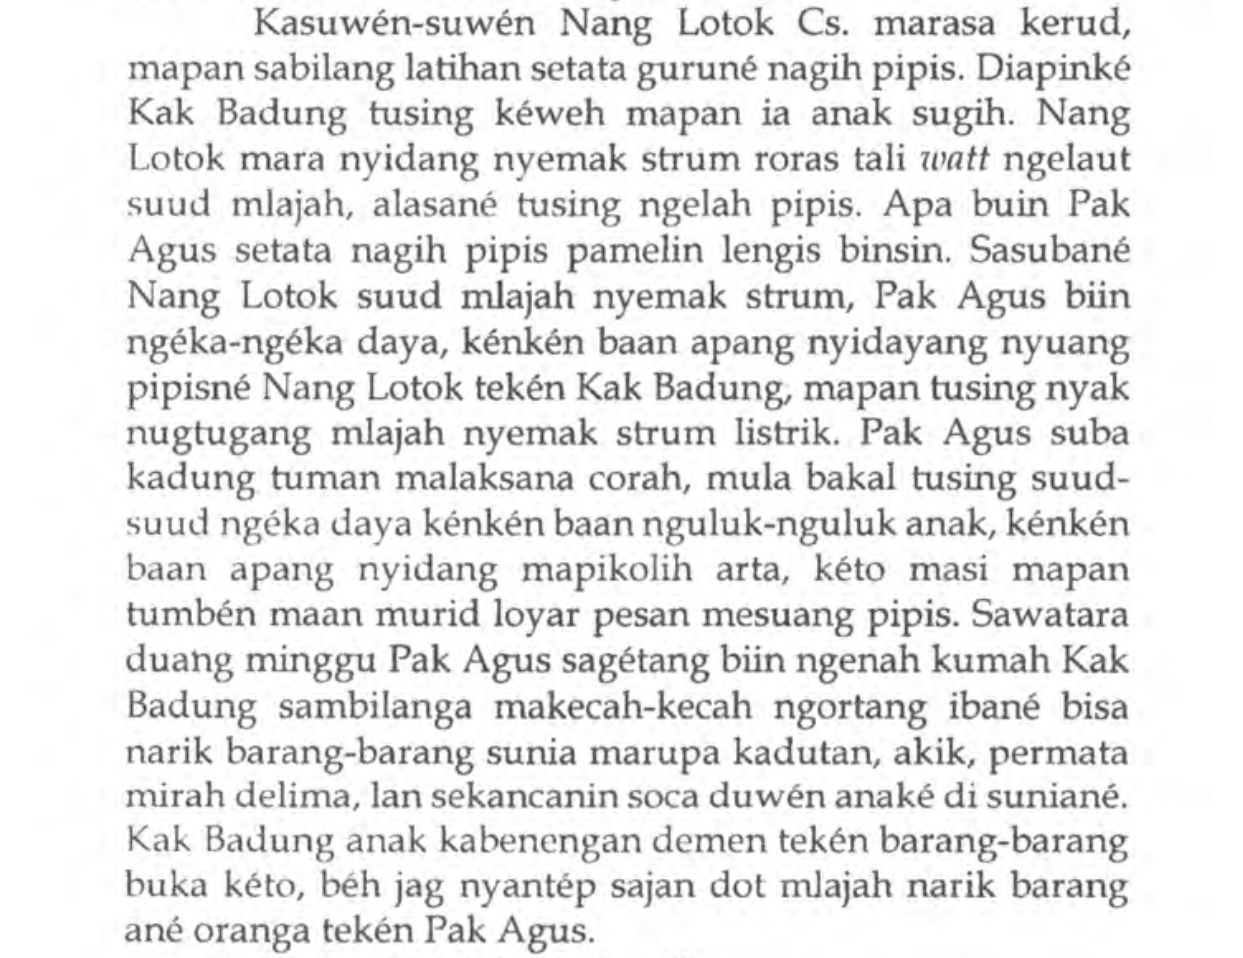 Kasuwén-suwén Nang Lotok Cs. marasa kerud,
mapan sabilang latihan setata guruné nagih pipis. Diapinké
Kak Badung tusing kéweh mapan ia anak sugih. Nang
Lotok mara nyidang nyemak strum roras tali watt ngelaut
suud mlajah, alasané tusing ngelah pipis. Apa buin Pak
Agus setata nagih pipis pamelin lengis binsin. Sasubané
Nang Lotok suud mlajah nyemak strum, Pak Agus biin
ngéka-ngéka daya, kénkén baan apang nyidayang nyuang
pipisné Nang Lotok tekén Kak Badung, mapan tusing nyak
nugtugang mlajah nyemak strum listrik. Pak Agus suba
kadung tuman malaksana corah, mula bakal tusing suud-
suud ngéka daya kénkén baan nguluk-nguluk anak, kénkén
baan apang nyidang mapikolih arta, kéto masi mapan
tumbén maan murid loyar pesan mesuang pipis. Sawatara
duang minggu Pak Agus sagétang biin ngenah kumah Kak
Badung sambilanga makecah-kecah ngortang ibané bisa
narik barang-barang sunia marupa kadutan, akik, permata
mirah delima, lan sekancanin soca duwén anaké di suniané.
Kak Badung anak kabenengan demen tekén barang-barang
buka kéto, béh jag nyantép sajan dot mlajah narik barang
ané oranga tekén Pak Agus.